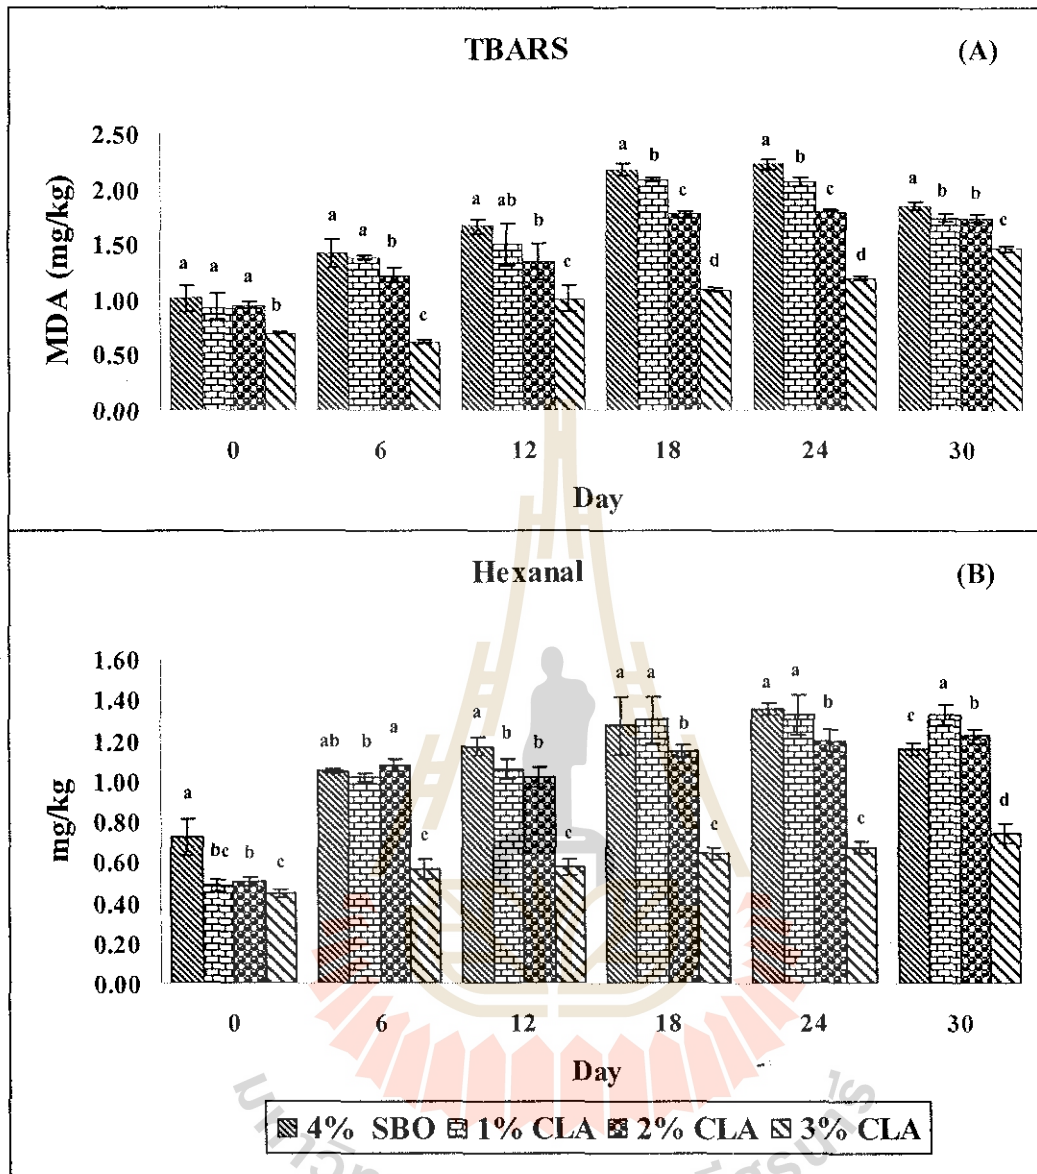 TBARS (A)
MDA (mg/kg)
2.50
2.00
1.50
1.00
0.50
0.00
a a a b
a a b c
a ab b c
a b c d
a b c d
a b b c
0 6 12 18 24 30
Day
Hexanal (B)
mg/kg
1.60
1.40
1.20
1.00
0.80
0.60
0.40
0.20
0.00
a bc b c
ab b a c
a b b c
a a b c
a a b c
c a b d
0 6 12 18 24 30
Day
4% SBO 1% CLA 2% CLA 3% CLA